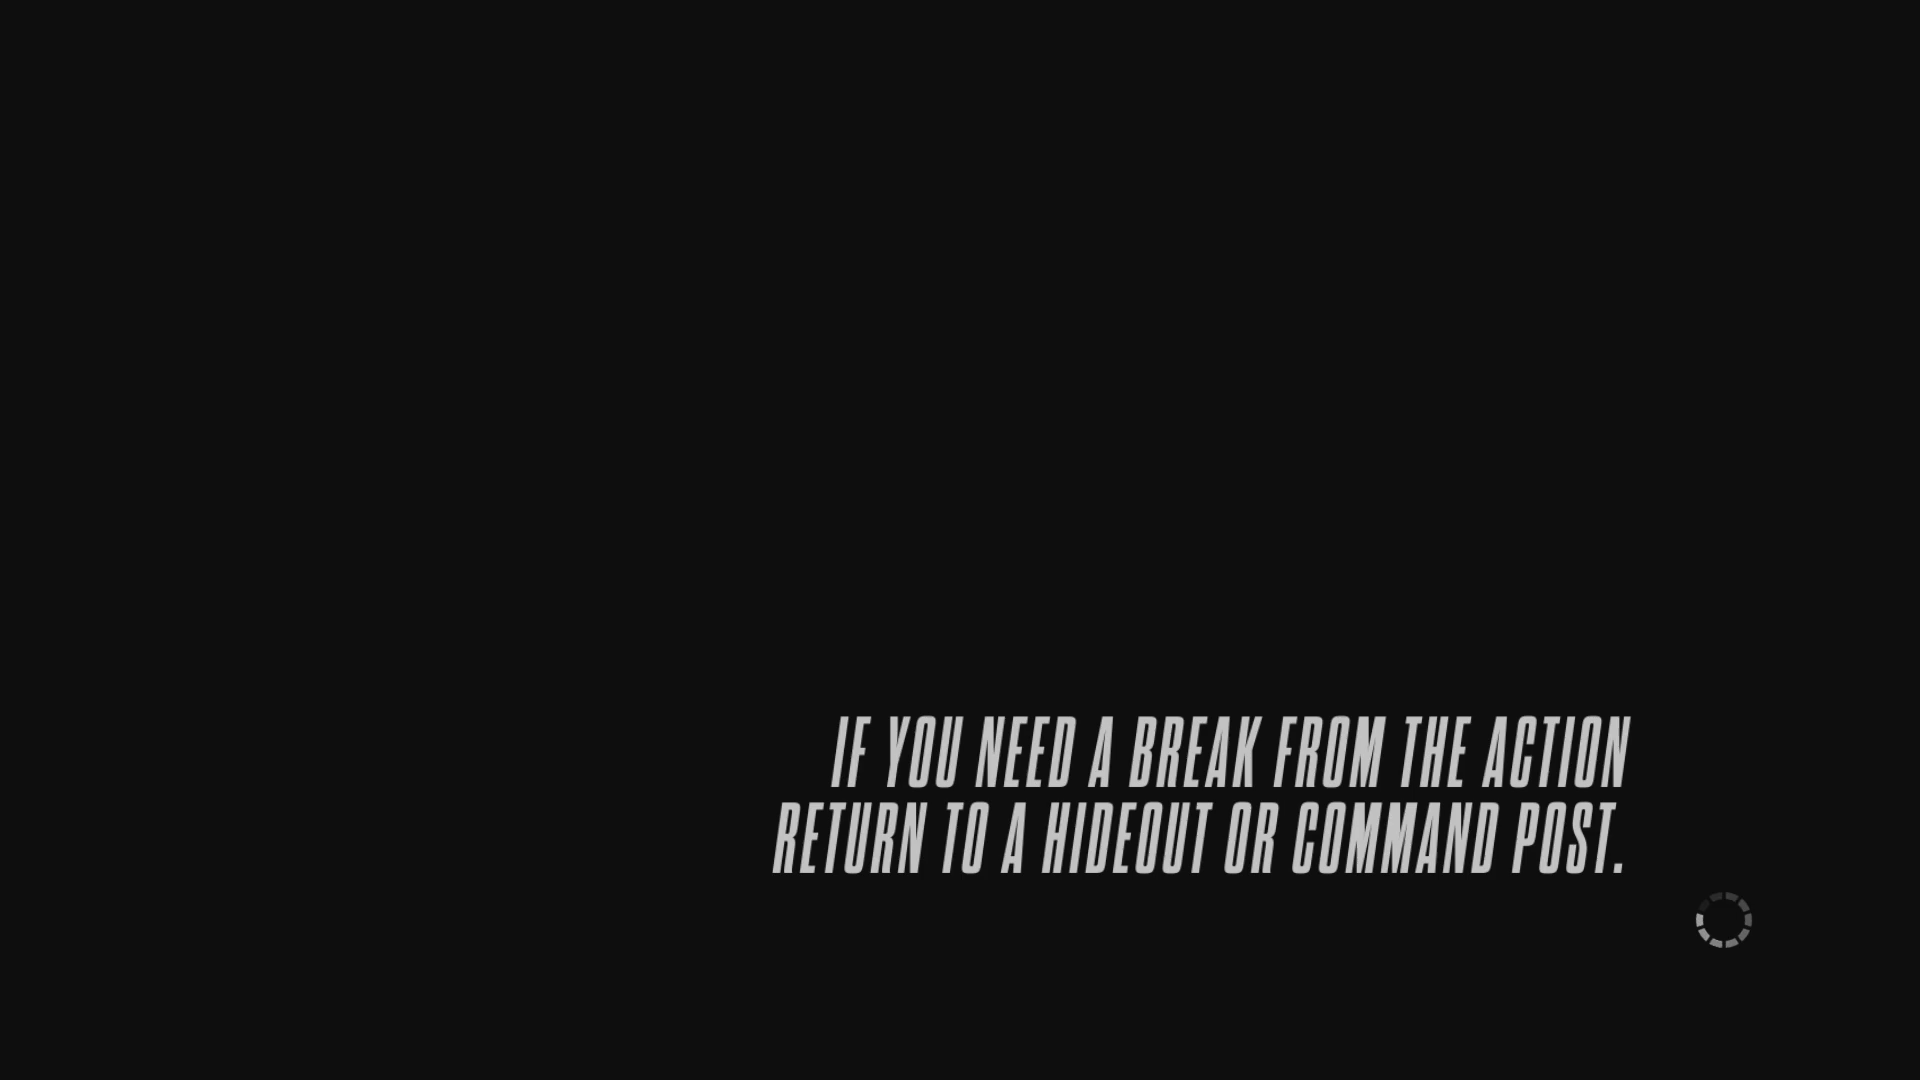 IF YOU NEED A BREAK FROM THE ACTION
RETURN TO A HIDEOUT OR COMMAND POST.